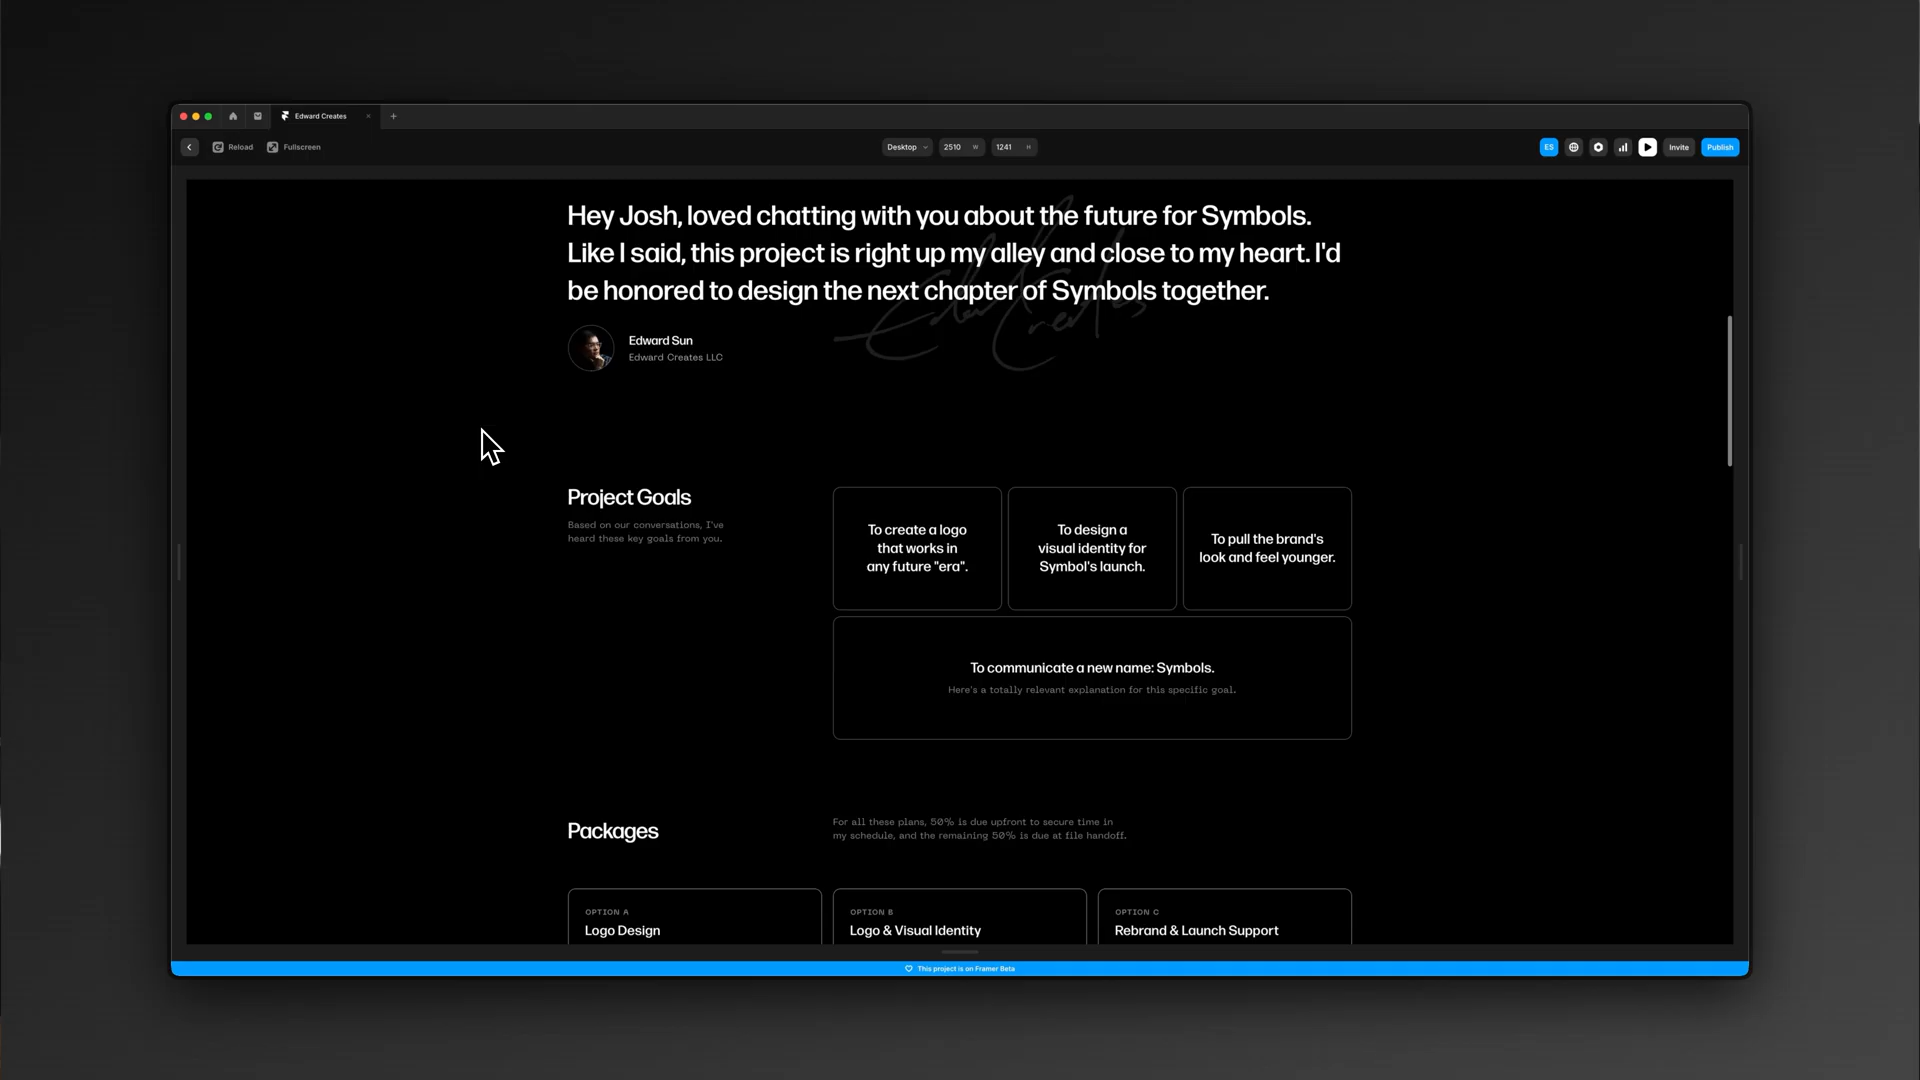 Edward Creates
Reload
Fullscreen
Desktop
2510 W
1241 H
ES
Invite
Publish
Hey Josh, loved chatting with you about the future for Symbols.
Like I said, this project is right up my alley and close to my heart. I'd
be honored to design the next chapter of Symbols together.
Edward Creates
Edward Sun
Edward Creates LLC
Project Goals
Based on our conversations, I've
heard these key goals from you.
To create a logo
that works in
any future "era".
To design a
visual identity for
Symbol's launch.
To pull the brand's
look and feel younger.
To communicate a new name: Symbols.
Here's a totally relevant explanation for this specific goal.
Packages
For all these plans, 50% is due upfront to secure time in
my schedule, and the remaining 50% is due at file handoff.
OPTION A
Logo Design
OPTION B
Logo & Visual Identity
OPTION C
Rebrand & Launch Support
This project is on Framer Beta